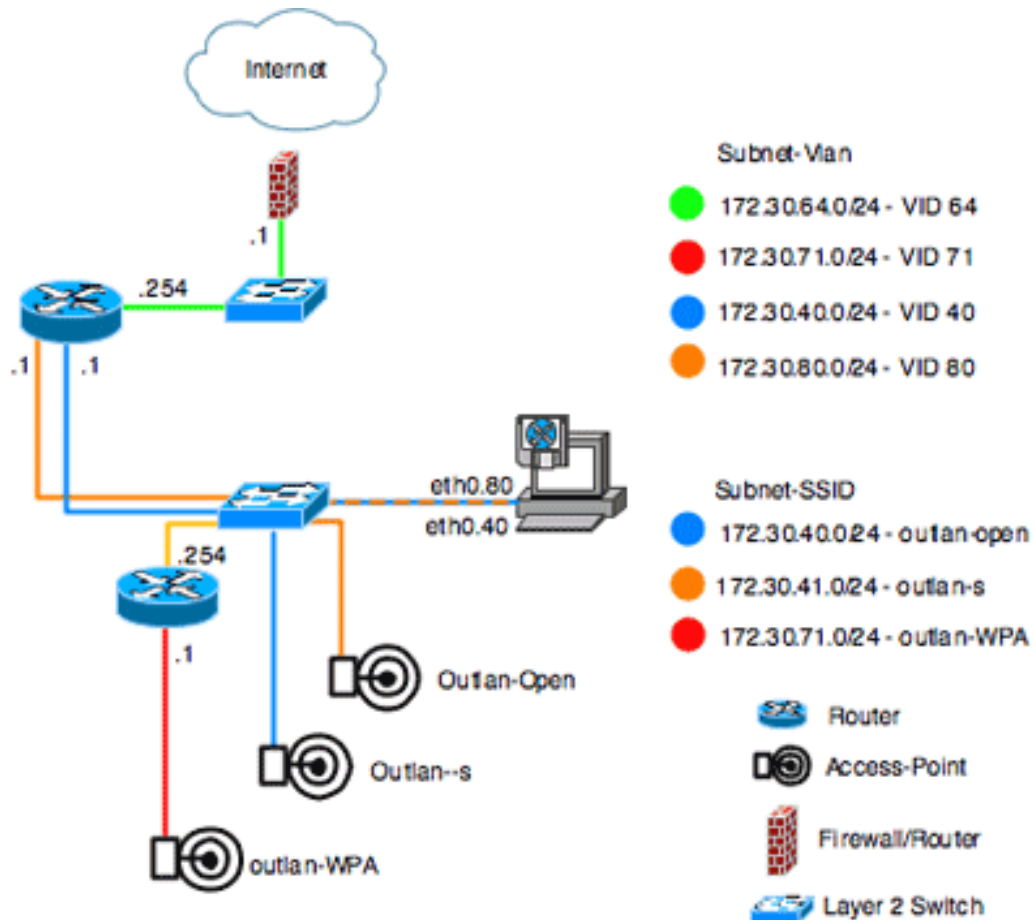 Internet
.1
.254
.1
.1
eth0.80
eth0.40
.254
.1
Outlan-Open
Outlan--s
outlan-WPA
Subnet-Vlan
172.30.64.0/24 - VID 64
172.30.71.0/24 - VID 71
172.30.40.0/24 - VID 40
172.30.80.0/24 - VID 80
Subnet-SSID
172.30.40.0/24 - outlan-open
172.30.41.0/24 - outlan-s
172.30.71.0/24 - outlan-WPA
Router
Access-Point
Firewall/Router
Layer 2 Switch